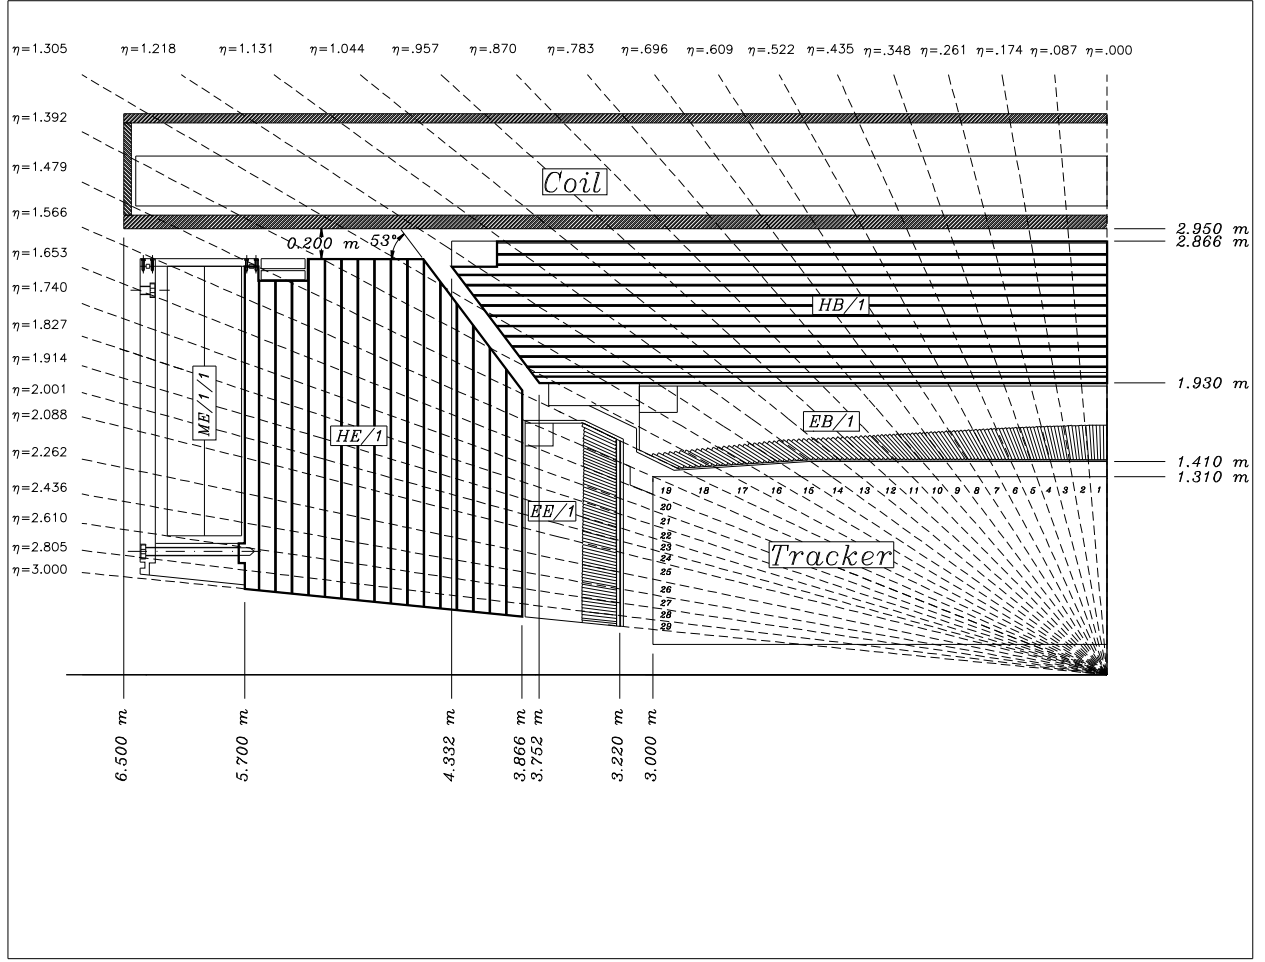 η=1.305 η=1.218 η=1.131 η=1.044 η=.957 η=.870 η=.783 η=.696 η=.609 η=.522 η=.435 η=.348 η=.261 η=.174 η=.087 η=.000
η=1.392
η=1.479
Coil
η=1.566
2.950 m
0.200 m 53°
2.866 m
η=1.653
η=1.740
HB/1
η=1.827
η=1.914
1.930 m
η=2.001
ME/1/1
η=2.088
EB/1
HE/1
η=2.262
1.410 m
1.310 m
η=2.436
19 18 17 16 15 14 13 12 11 10 9 8 7 6 5 4 3 2 1
20
EE/1
η=2.610
21
22
η=2.805
23
24
Tracker
η=3.000
25
26
27
28
29
6.500 m
5.700 m
4.332 m
3.866 m
3.752 m
3.220 m
3.000 m